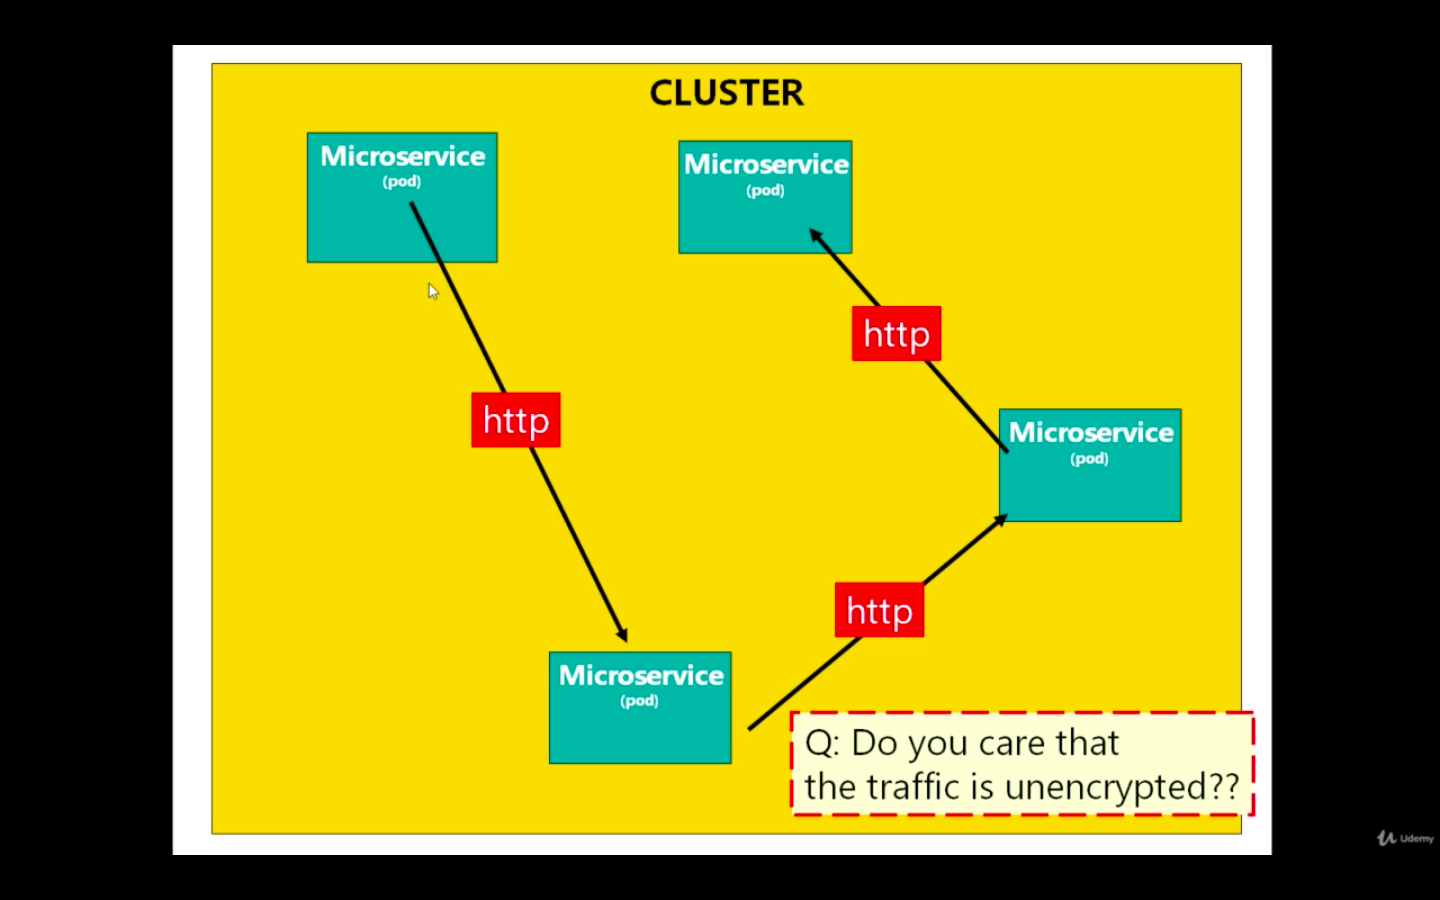 CLUSTER
Microservice
(pod)
Microservice
(pod)
http
http
Microservice
(pod)
http
Microservice
(pod)
Q: Do you care that
the traffic is unencrypted??
Udemy